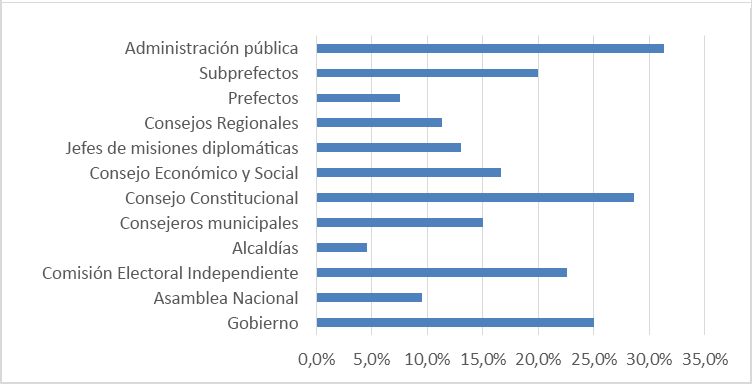 Administración pública
Subprefectos
Prefectos
Consejos Regionales
Jefes de misiones diplomáticas
Consejo Económico y Social
Consejo Constitucional
Consejeros municipales
Alcaldías
Comisión Electoral Independiente
Asamblea Nacional
Gobierno
0,0% 5,0% 10,0% 15,0% 20,0% 25,0% 30,0% 35,0%